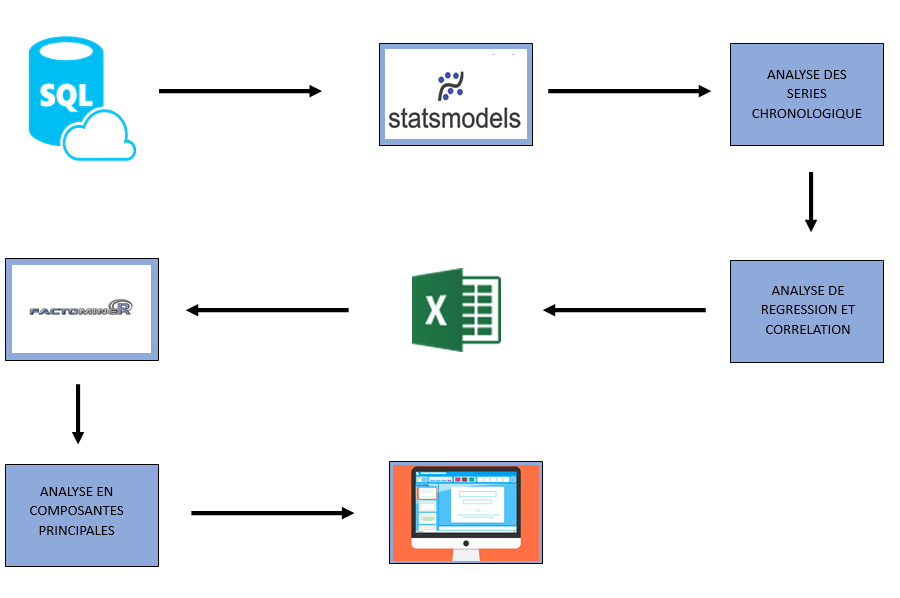 SQL
statsmodels
ANALYSE DES
SERIES
CHRONOLOGIQUE
FACTOMINER
X
ANALYSE DE
REGRESSION ET
CORRELATION
ANALYSE EN
COMPOSANTES
PRINCIPALES